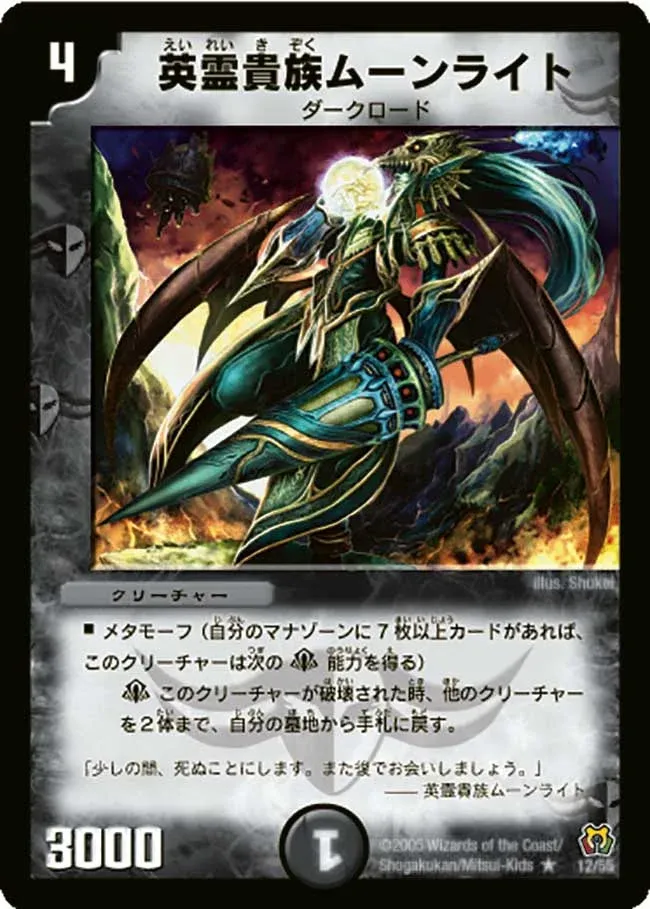 4
えい れい き ぞく
英霊貴族ムーンライト
ダークロード
illus. Shukei
クリーチャー
■ メタモーフ（自分のマナゾーンに7枚以上カードがあれば、
このクリーチャーは次の 能力を得る）
このクリーチャーが破壊された時、他のクリーチャー
を2体まで、自分の墓地から手札に戻す。
「少しの間、死ぬことにします。また後でお会いしましょう。」
―― 英霊貴族ムーンライト
3000
1
©2005 Wizards of the Coast/
Shogakukan/Mitsui-Kids ★ 12/55